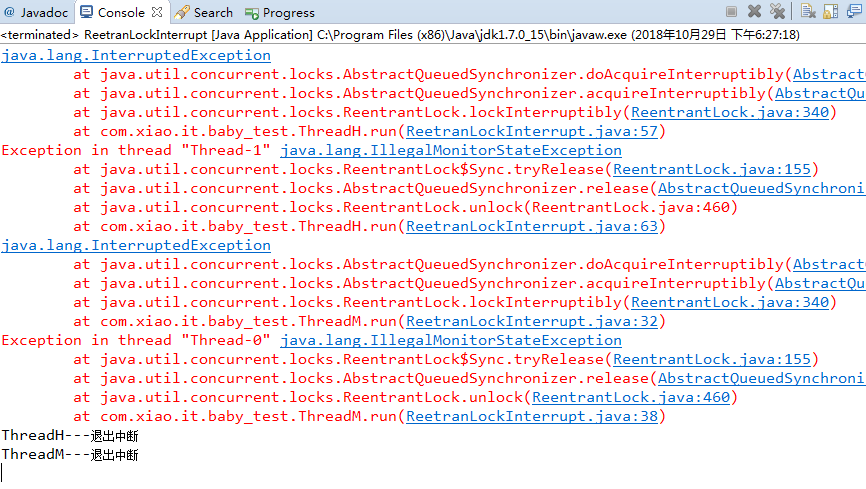 @ Javadoc Console Search Progress
<terminated> ReetranLockInterrupt [Java Application] C:\Program Files (x86)\Java\jdk1.7.0_15\bin\javaw.exe (2018年10月29日 下午6:27:18)
java.lang.InterruptedException
at java.util.concurrent.locks.AbstractQueuedSynchronizer.doAcquireInterruptibly(Abstract
at java.util.concurrent.locks.AbstractQueuedSynchronizer.acquireInterruptibly(AbstractQu
at java.util.concurrent.locks.ReentrantLock.lockInterruptibly(ReentrantLock.java:340)
at com.xiao.it.baby_test.ThreadH.run(ReetranLockInterrupt.java:57)
Exception in thread "Thread-1" java.lang.IllegalMonitorStateException
at java.util.concurrent.locks.ReentrantLock$Sync.tryRelease(ReentrantLock.java:155)
at java.util.concurrent.locks.AbstractQueuedSynchronizer.release(AbstractQueuedSynchroni
at java.util.concurrent.locks.ReentrantLock.unlock(ReentrantLock.java:460)
at com.xiao.it.baby_test.ThreadH.run(ReetranLockInterrupt.java:63)
java.lang.InterruptedException
at java.util.concurrent.locks.AbstractQueuedSynchronizer.doAcquireInterruptibly(Abstract
at java.util.concurrent.locks.AbstractQueuedSynchronizer.acquireInterruptibly(AbstractQu
at java.util.concurrent.locks.ReentrantLock.lockInterruptibly(ReentrantLock.java:340)
at com.xiao.it.baby_test.ThreadM.run(ReetranLockInterrupt.java:32)
Exception in thread "Thread-0" java.lang.IllegalMonitorStateException
at java.util.concurrent.locks.ReentrantLock$Sync.tryRelease(ReentrantLock.java:155)
at java.util.concurrent.locks.AbstractQueuedSynchronizer.release(AbstractQueuedSynchroni
at java.util.concurrent.locks.ReentrantLock.unlock(ReentrantLock.java:460)
at com.xiao.it.baby_test.ThreadM.run(ReetranLockInterrupt.java:38)
ThreadH---退出中断
ThreadM---退出中断